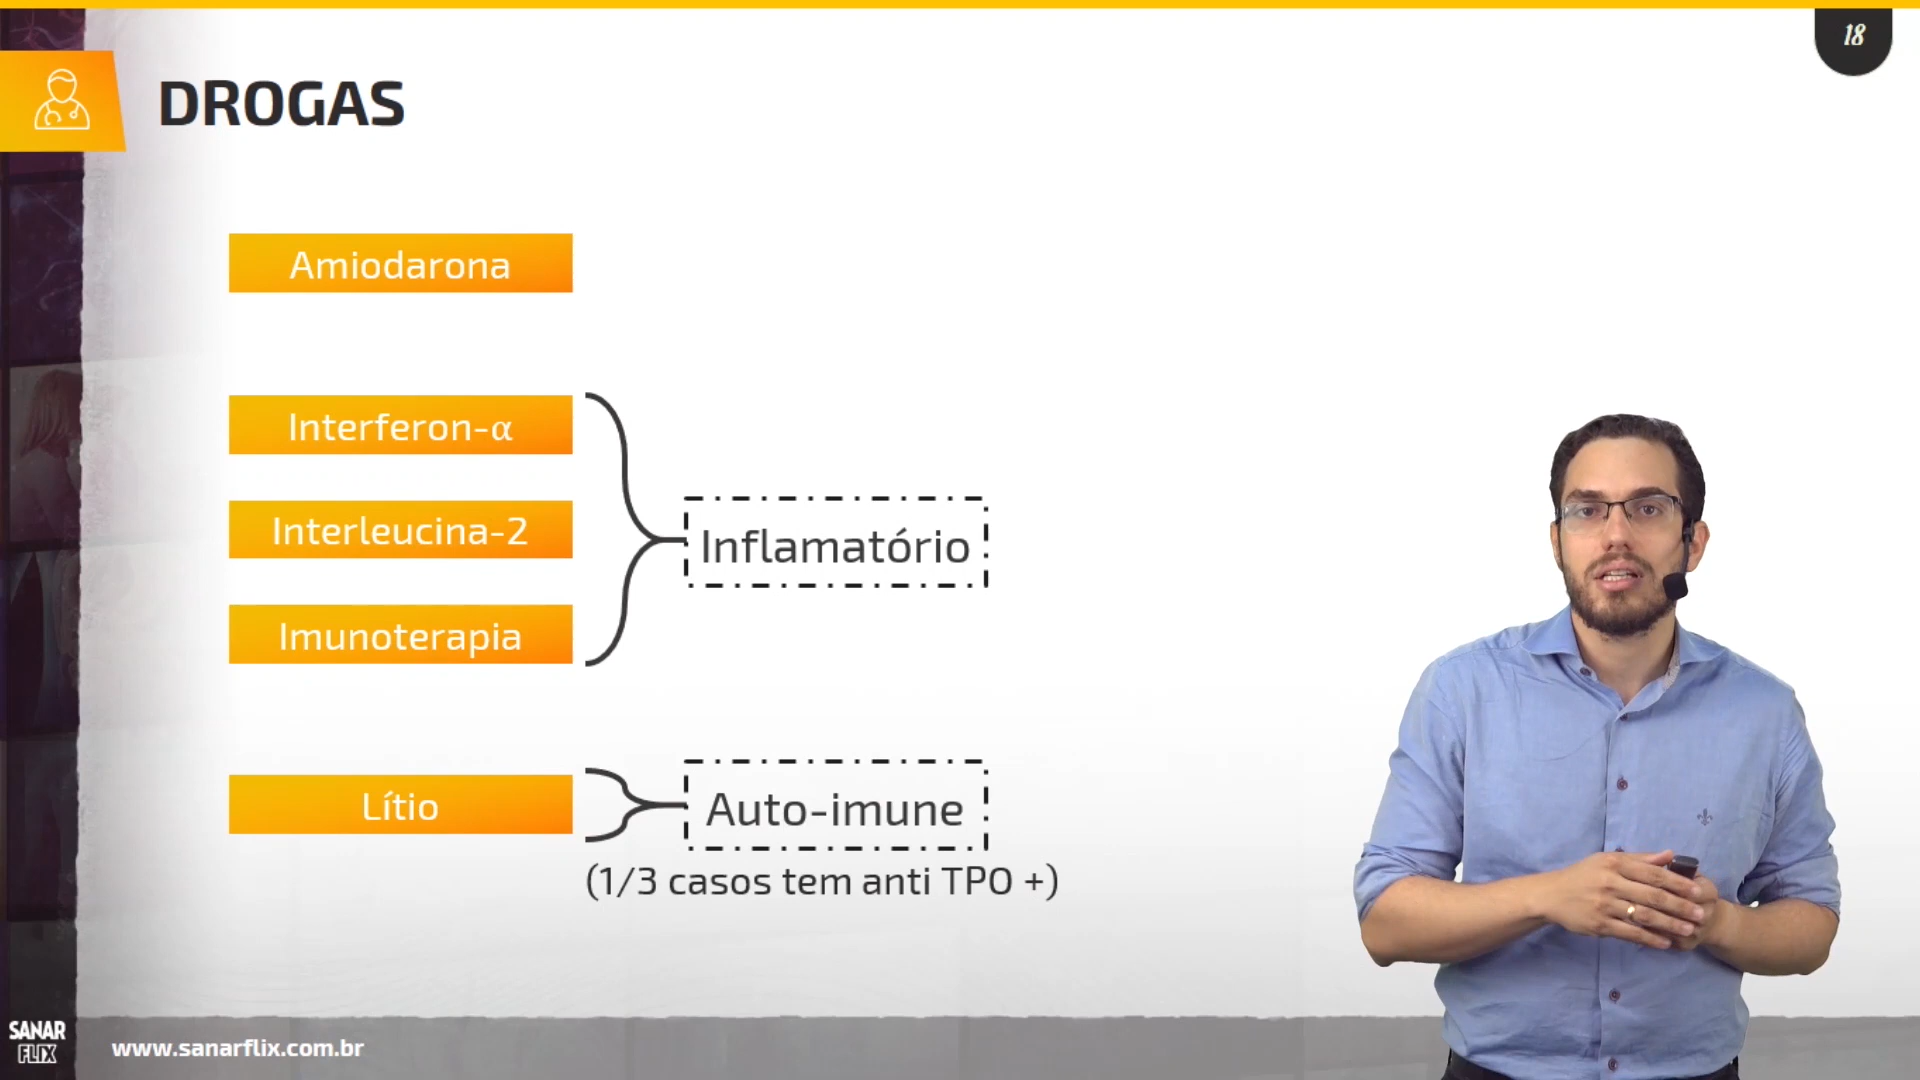 18
DROGAS
Amiodarona
Interferon-α
Interleucina-2
Imunoterapia
Inflamatório
Lítio
Auto-imune
(1/3 casos tem anti TPO +)
SANAR
FLIX
www.sanarflix.com.br